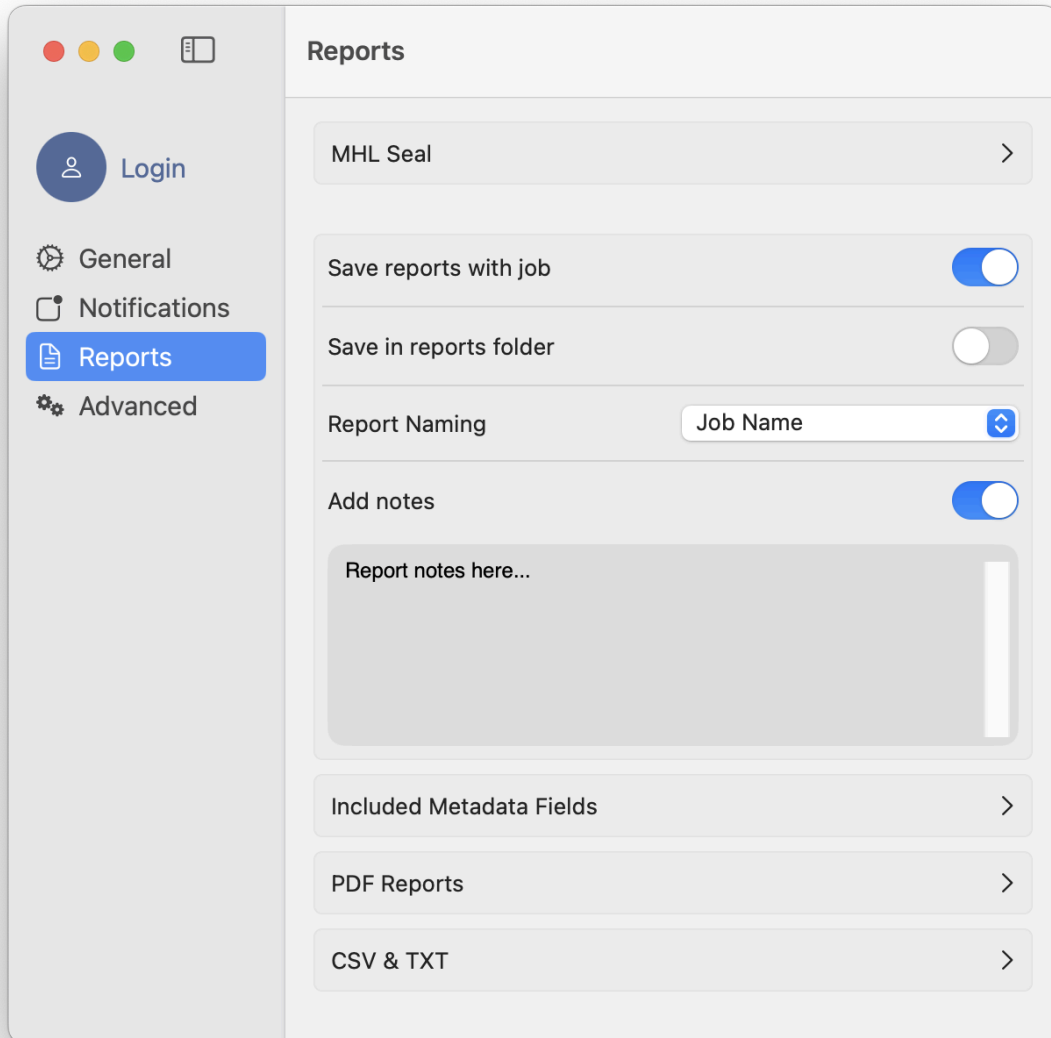 Reports
Login
General
Notifications
Reports
Advanced
MHL Seal
Save reports with job
Save in reports folder
Report Naming
Job Name
Add notes
Report notes here...
Included Metadata Fields
PDF Reports
CSV & TXT